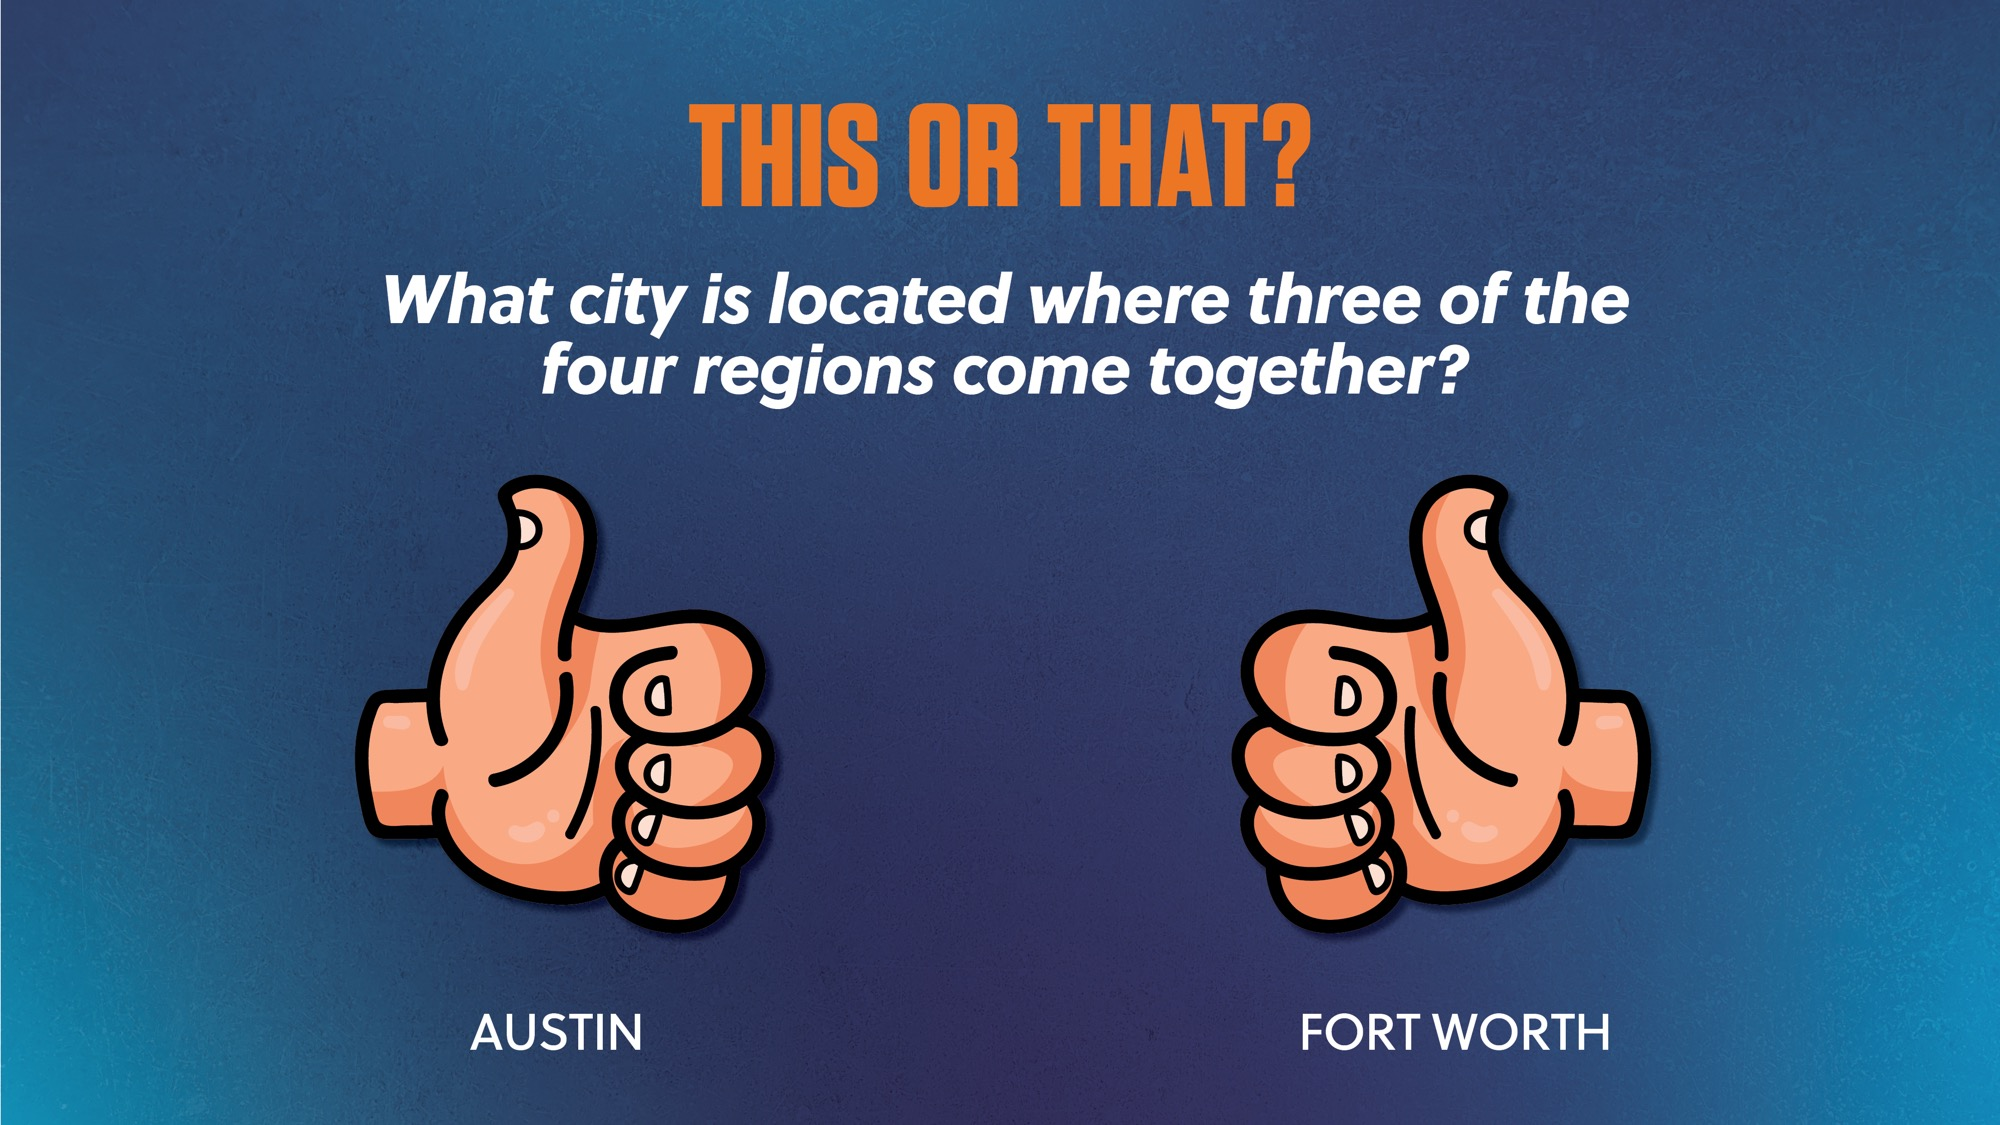 THIS OR THAT?
What city is located where three of the
four regions come together?
AUSTIN
FORT WORTH